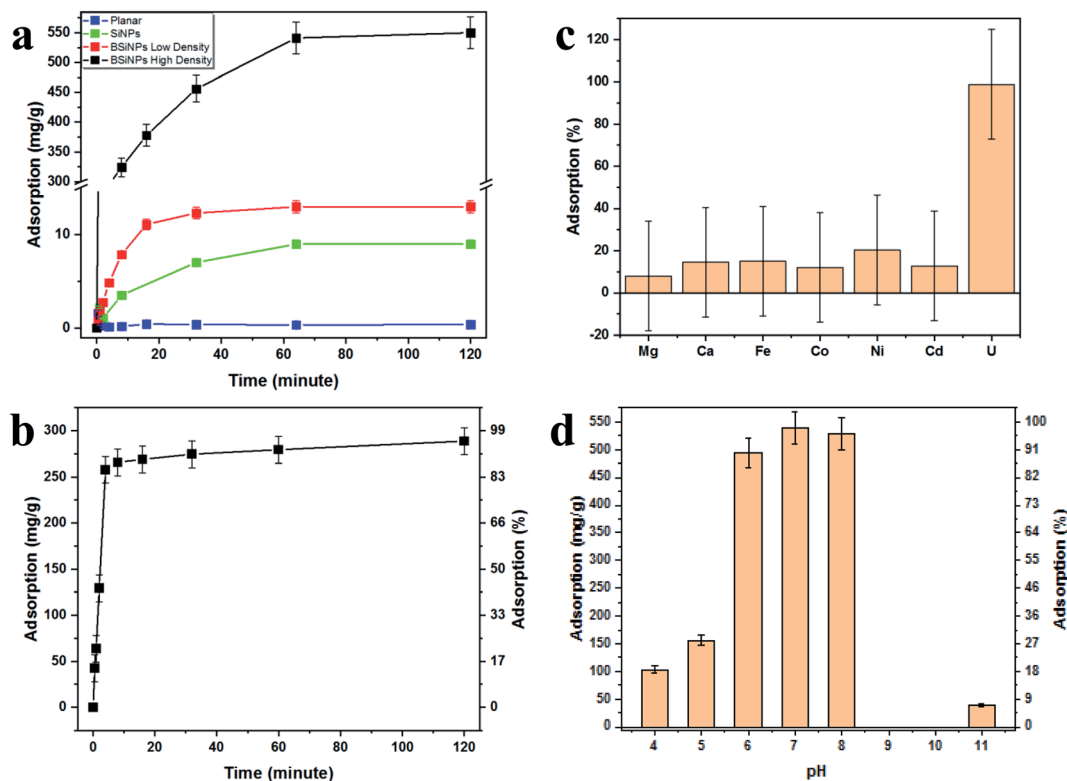 a
Planar
SiNPs
BSiNPs Low Density
BSiNPs High Density
550
500
450
400
350
300
10
0
Adsorption (mg/g)
0 20 40 60 80 100 120
Time (minute)
c
120
100
80
60
40
20
0
-20
Adsorption (%)
Mg Ca Fe Co Ni Cd U
b
300
250
200
150
100
50
0
Adsorption (mg/g)
99
83
66
50
33
17
0
Adsorption (%)
0 20 40 60 80 100 120
Time (minute)
d
550
500
450
400
350
300
250
200
150
100
50
0
Adsorption (mg/g)
100
91
82
73
64
55
46
36
27
18
9
0
Adsorption (%)
4 5 6 7 8 9 10 11
pH